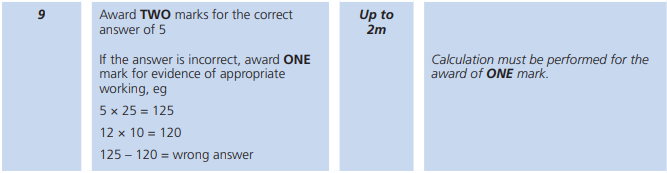 9
Award TWO marks for the correct
answer of 5
If the answer is incorrect, award ONE
mark for evidence of appropriate
working, eg
5 × 25 = 125
12 × 10 = 120
125 – 120 = wrong answer
Up to
2m
Calculation must be performed for the
award of ONE mark.